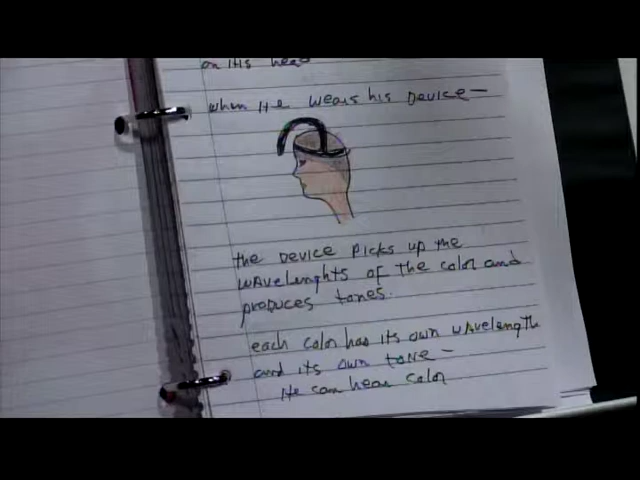 on His head
when He wears his Device —
the Device picks up the
wavelenghts of the color and
produces tones.
each color has its own wavelength
and its own tone —
He can hear color